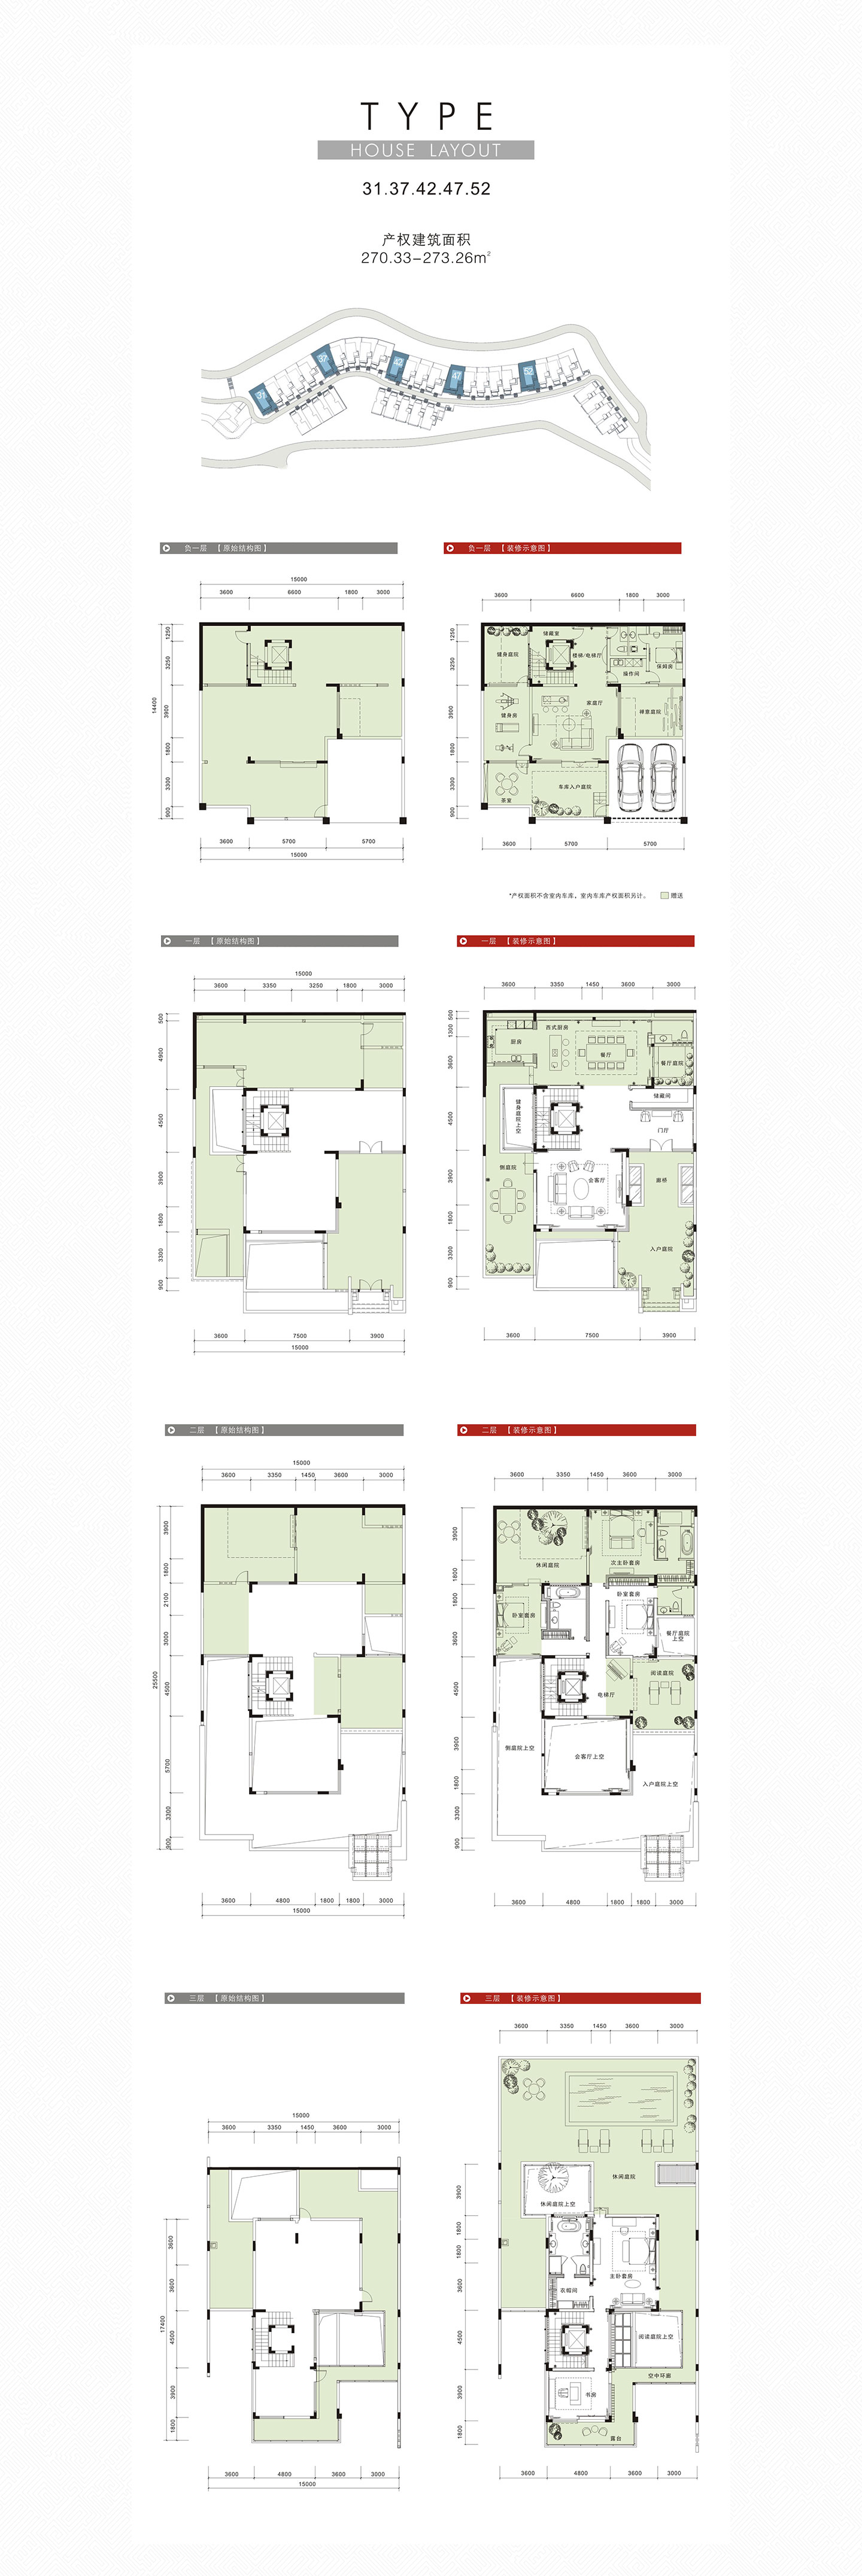 TYPE
HOUSE LAYOUT
31.37.42.47.52
产权建筑面积
270.33-273.26m²
31
37
42
47
52
负一层 【原始结构图】
15000
3600 6600 1800 3000
1250
3250
3900
14400
1800
3300
900
3600 5700 5700
15000
负一层 【装修示意图】
3600 6600 1800 3000
1250
3250
3900
1800
3300
900
储藏室
健身庭院
楼梯/电梯厅
保姆房
操作间
家庭厅
健身房
禅意庭院
车库入户庭院
茶室
3600 5700 5700
*产权面积不含室内车库，室内车库产权面积另计。 赠送
一层 【原始结构图】
15000
3600 3350 3250 1800 3000
500
4900
4500
3900
1800
3300
900
3600 7500 3900
15000
一层 【装修示意图】
3600 3350 1450 3600 3000
500
1300
3600
4500
3900
1800
3300
900
西式厨房
厨房
餐厅
餐厅庭院
储藏间
健身庭院上空
门厅
侧庭院
会客厅
廊桥
入户庭院
3600 7500 3900
二层 【原始结构图】
15000
3600 3350 1450 3600 3000
3900
1800
2100
3000
25500
4500
5700
3300
900
3600 4800 1800 1800 3000
15000
二层 【装修示意图】
3600 3350 1450 3600 3000
3900
1800
1800
3600
4500
3900
1800
3300
900
休闲庭院
次主卧套房
卧室套房
卧室套房
餐厅庭院
上空
阅读庭院
电梯厅
侧庭院上空
会客厅上空
入户庭院上空
3600 4800 1800 1800 3000
三层 【原始结构图】
15000
3600 3350 1450 3600 3000
3600
3600
17400
4500
3900
1800
3600 4800 3600 3000
15000
三层 【装修示意图】
3600 3350 1450 3600 3000
3900
1800
1800
3600
4500
3900
1800
休闲庭院
休闲庭院上空
主卧套房
衣帽间
阅读庭院上空
空中环廊
书房
露台
3600 4800 3600 3000